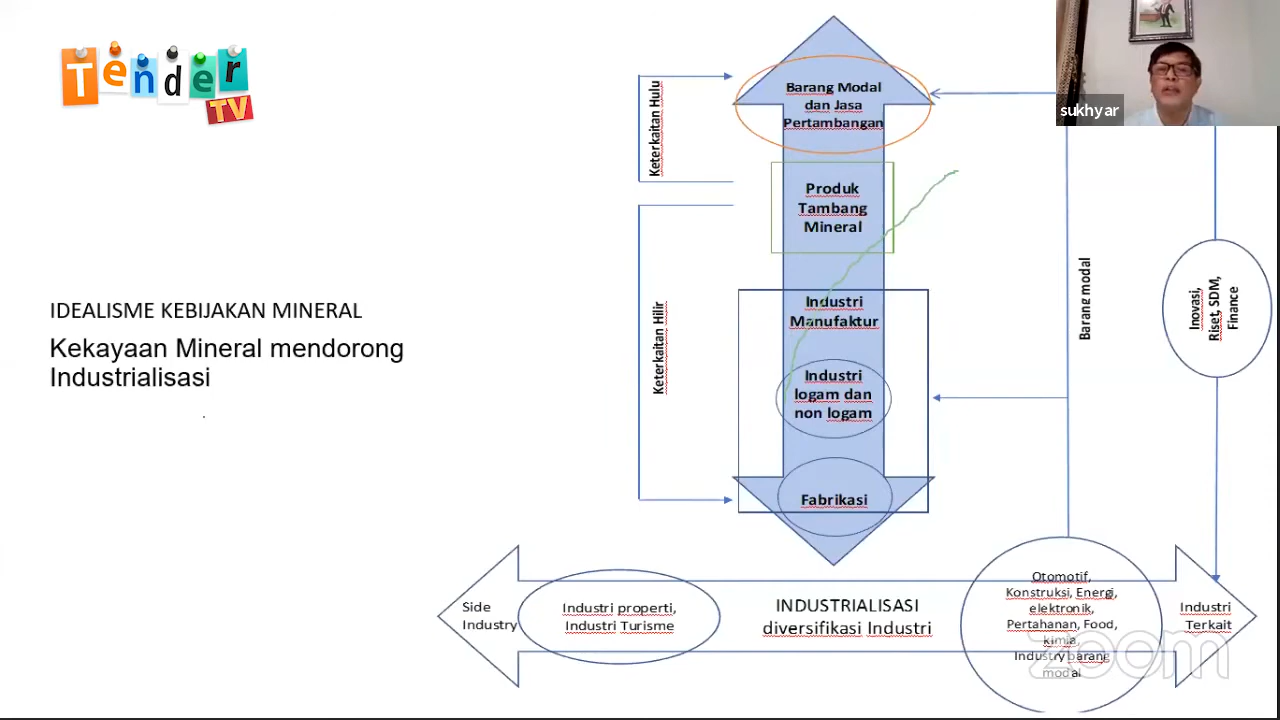 Tender
TV
IDEALISME KEBIJAKAN MINERAL
Kekayaan Mineral mendorong
Industrialisasi
Keterkaitan Hulu
Keterkaitan Hilir
Barang Modal
dan Jasa
Pertambangan
Produk
Tambang
Mineral
Industri
Manufaktur
Industri
logam dan
non logam
Fabrikasi
Barang modal
Inovasi,
Riset, SDM,
Finance
sukhyar
Side
Industry
Industri properti,
Industri Turisme
INDUSTRIALISASI
diversifikasi Industri
Otomotif,
Konstruksi, Energi,
elektronik,
Pertahanan, Food,
kimia
Industry barang
modal
Industri
Terkait
zoom